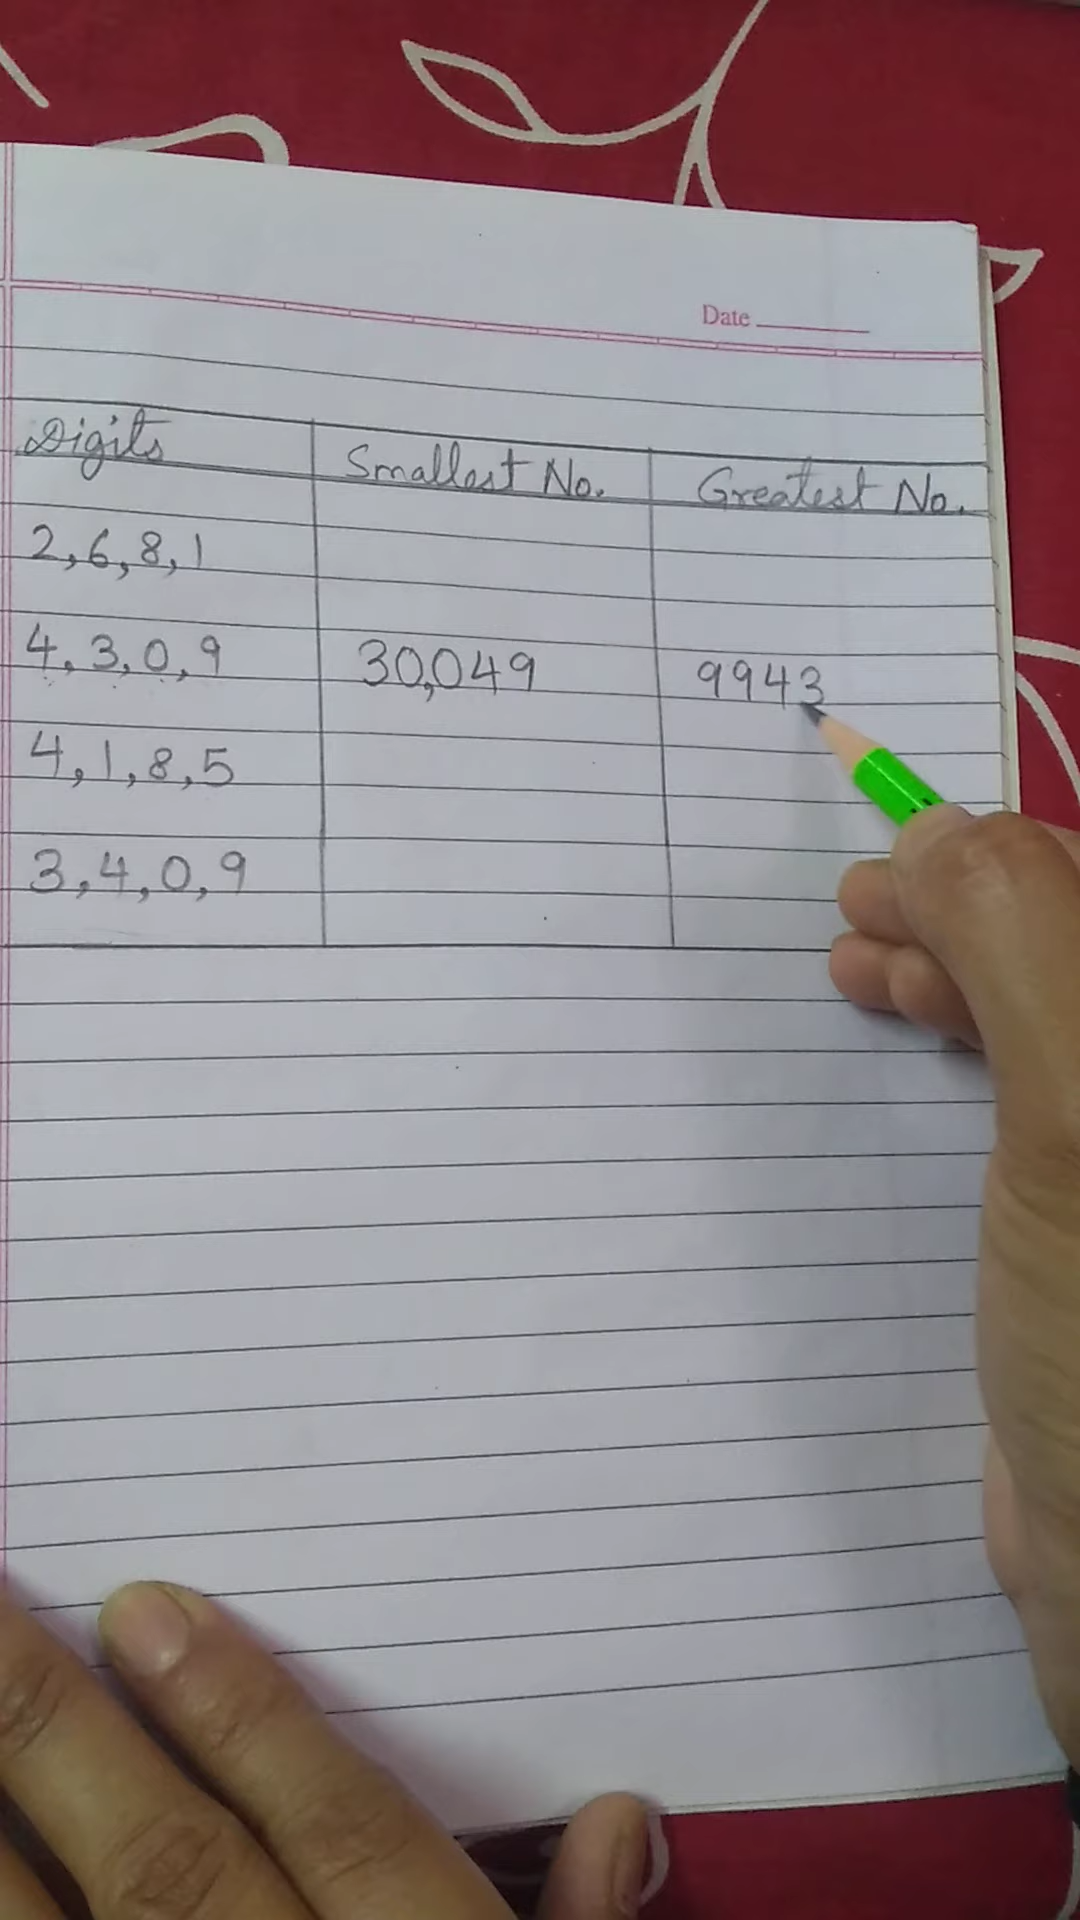 Date
Digits Smallest No. Greatest No.
2,6,8,1
4,3,0,9 30,049 9943
4,1,8,5
3,4,0,9